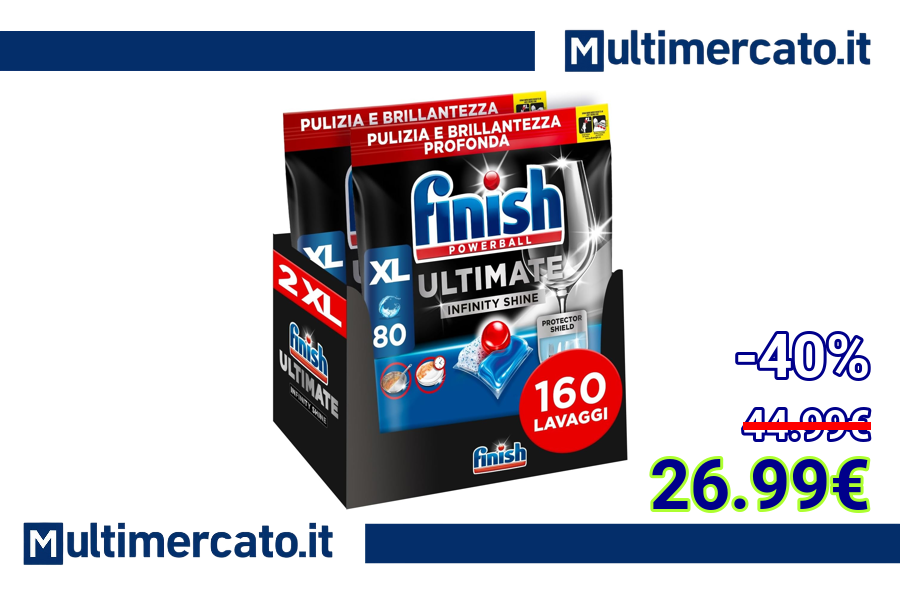 Multimercato.it
PULIZIA E BRILLANTEZZA
PULIZIA E BRILLANTEZZA
PROFONDA
finish
POWERBALL
XL
XL
ULTIMATE
INFINITY SHINE
2 XL
PROTECTOR
SHIELD
80
finish
ULTIMATE
INFINITY SHINE
160
LAVAGGI
finish
-40%
44.99€
26.99€
Multimercato.it